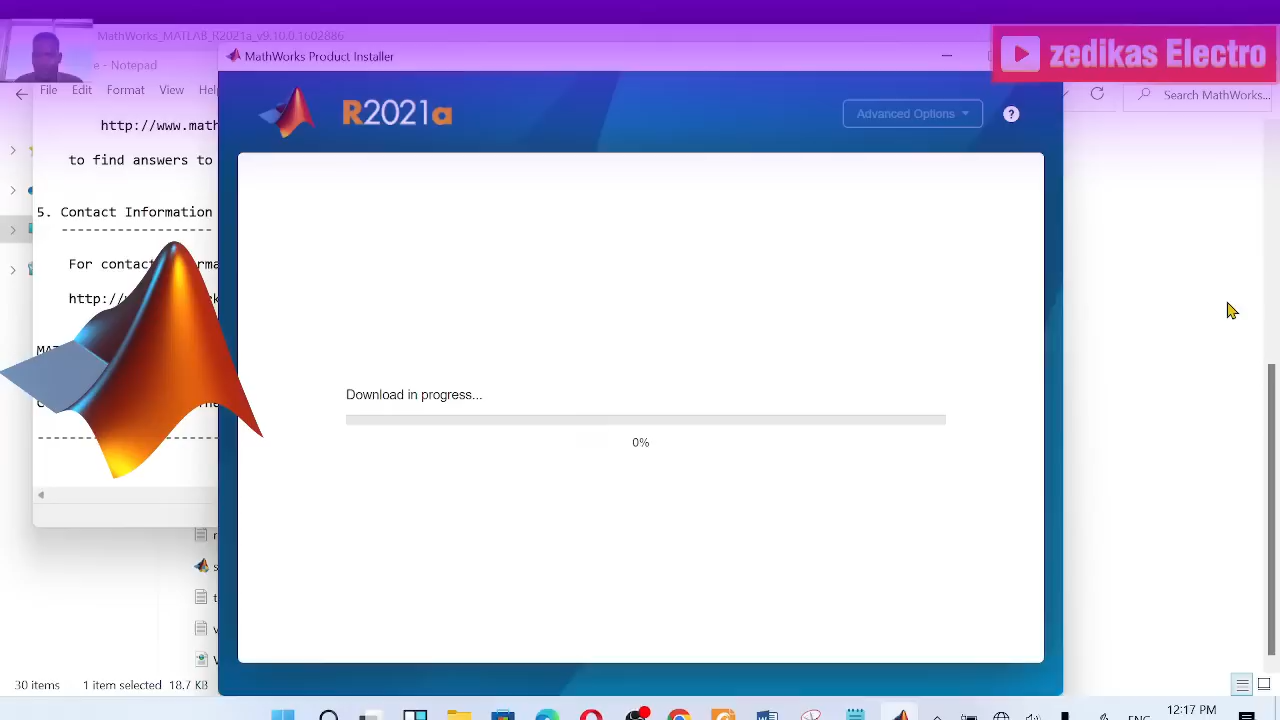 MathWorks_MATLAB_R2021a_v9.10.0.1602886
MathWorks Product Installer
zedikas Electro
e - Notepad
File Edit Format View
Search MathWorks...
R2021a
Advanced Options
?
http://www.math
to find answers to
5. Contact Information
---------------------
For conta
http://
Download in progress...
0%
30 items 1 item selected 18.7 KB
12:17 PM
ENG